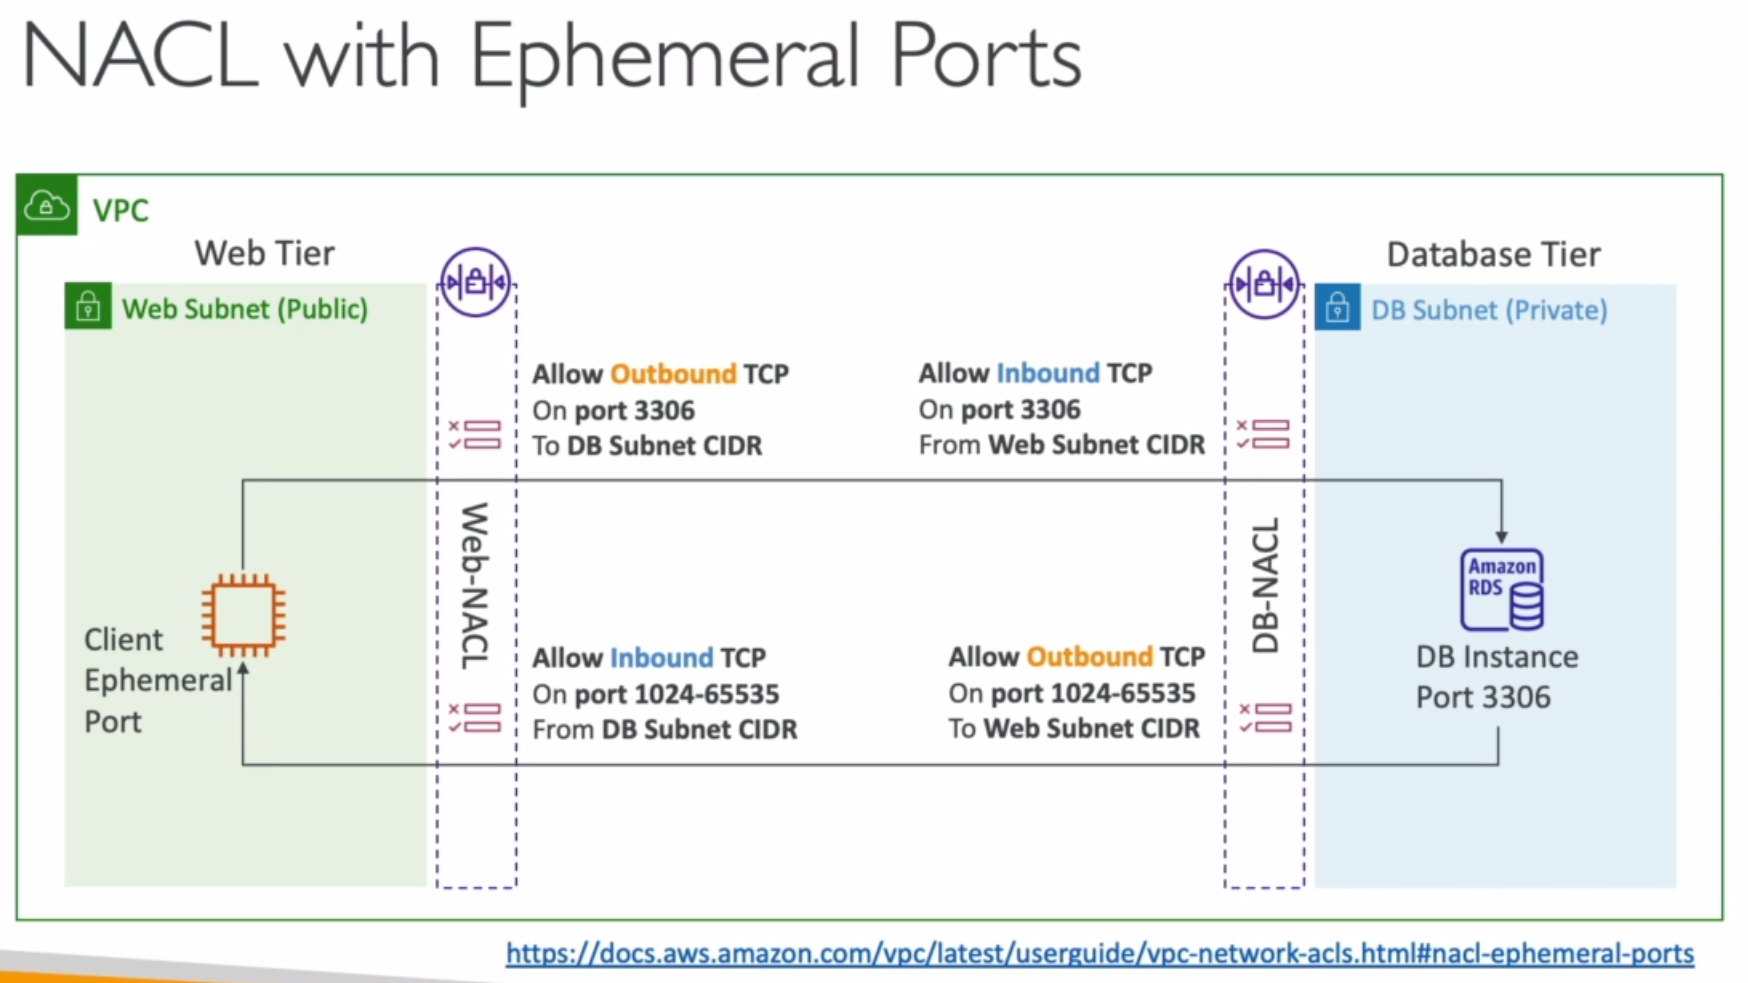 NACL with Ephemeral Ports
VPC
Web Tier
Database Tier
Web Subnet (Public)
DB Subnet (Private)
Allow Outbound TCP
On port 3306
To DB Subnet CIDR
Allow Inbound TCP
On port 3306
From Web Subnet CIDR
Web-NACL
DB-NACL
Amazon
RDS
Client
Ephemeral
Port
Allow Inbound TCP
On port 1024-65535
From DB Subnet CIDR
Allow Outbound TCP
On port 1024-65535
To Web Subnet CIDR
DB Instance
Port 3306
https://docs.aws.amazon.com/vpc/latest/userguide/vpc-network-acls.html#nacl-ephemeral-ports